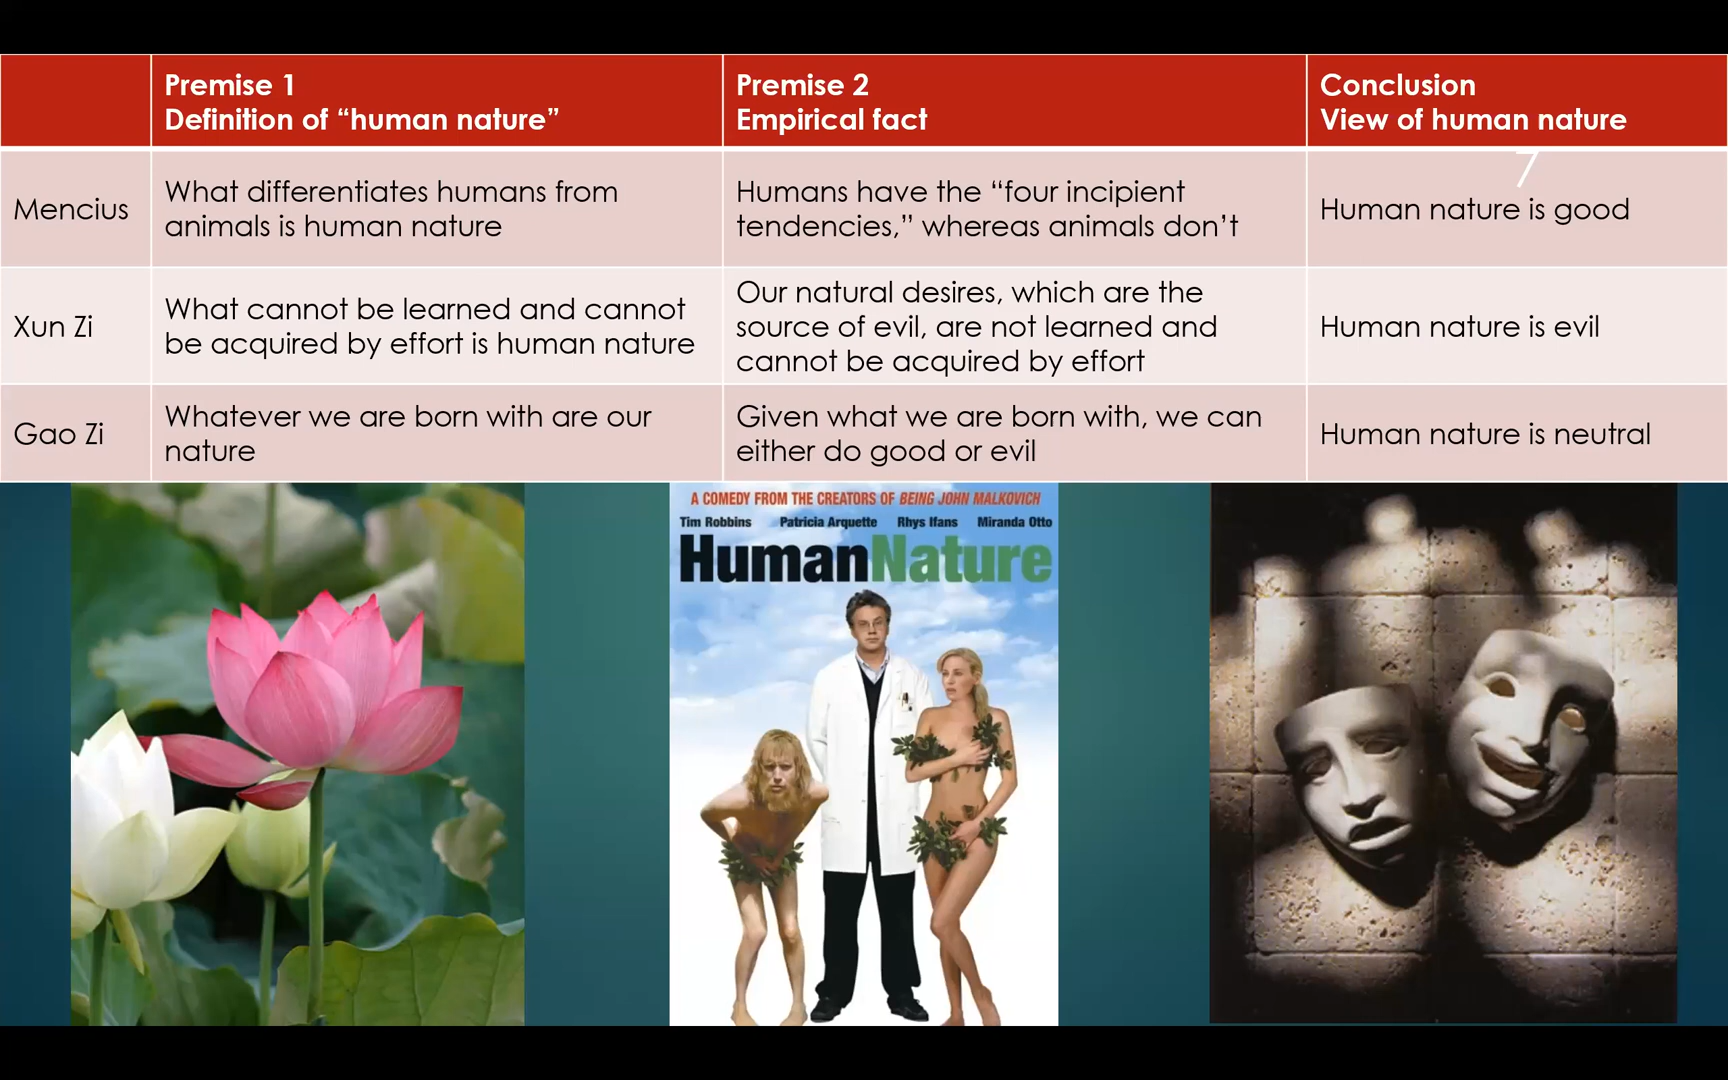 Premise 1
Definition of “human nature”
Premise 2
Empirical fact
Conclusion
View of human nature
7
Mencius
What differentiates humans from
animals is human nature
Humans have the “four incipient
tendencies,” whereas animals don’t
Human nature is good
Xun Zi
What cannot be learned and cannot
be acquired by effort is human nature
Our natural desires, which are the
source of evil, are not learned and
cannot be acquired by effort
Human nature is evil
Gao Zi
Whatever we are born with are our
nature
Given what we are born with, we can
either do good or evil
Human nature is neutral
A COMEDY FROM THE CREATORS OF BEING JOHN MALKOVICH
Tim Robbins Patricia Arquette Rhys Ifans Miranda Otto
HumanNature